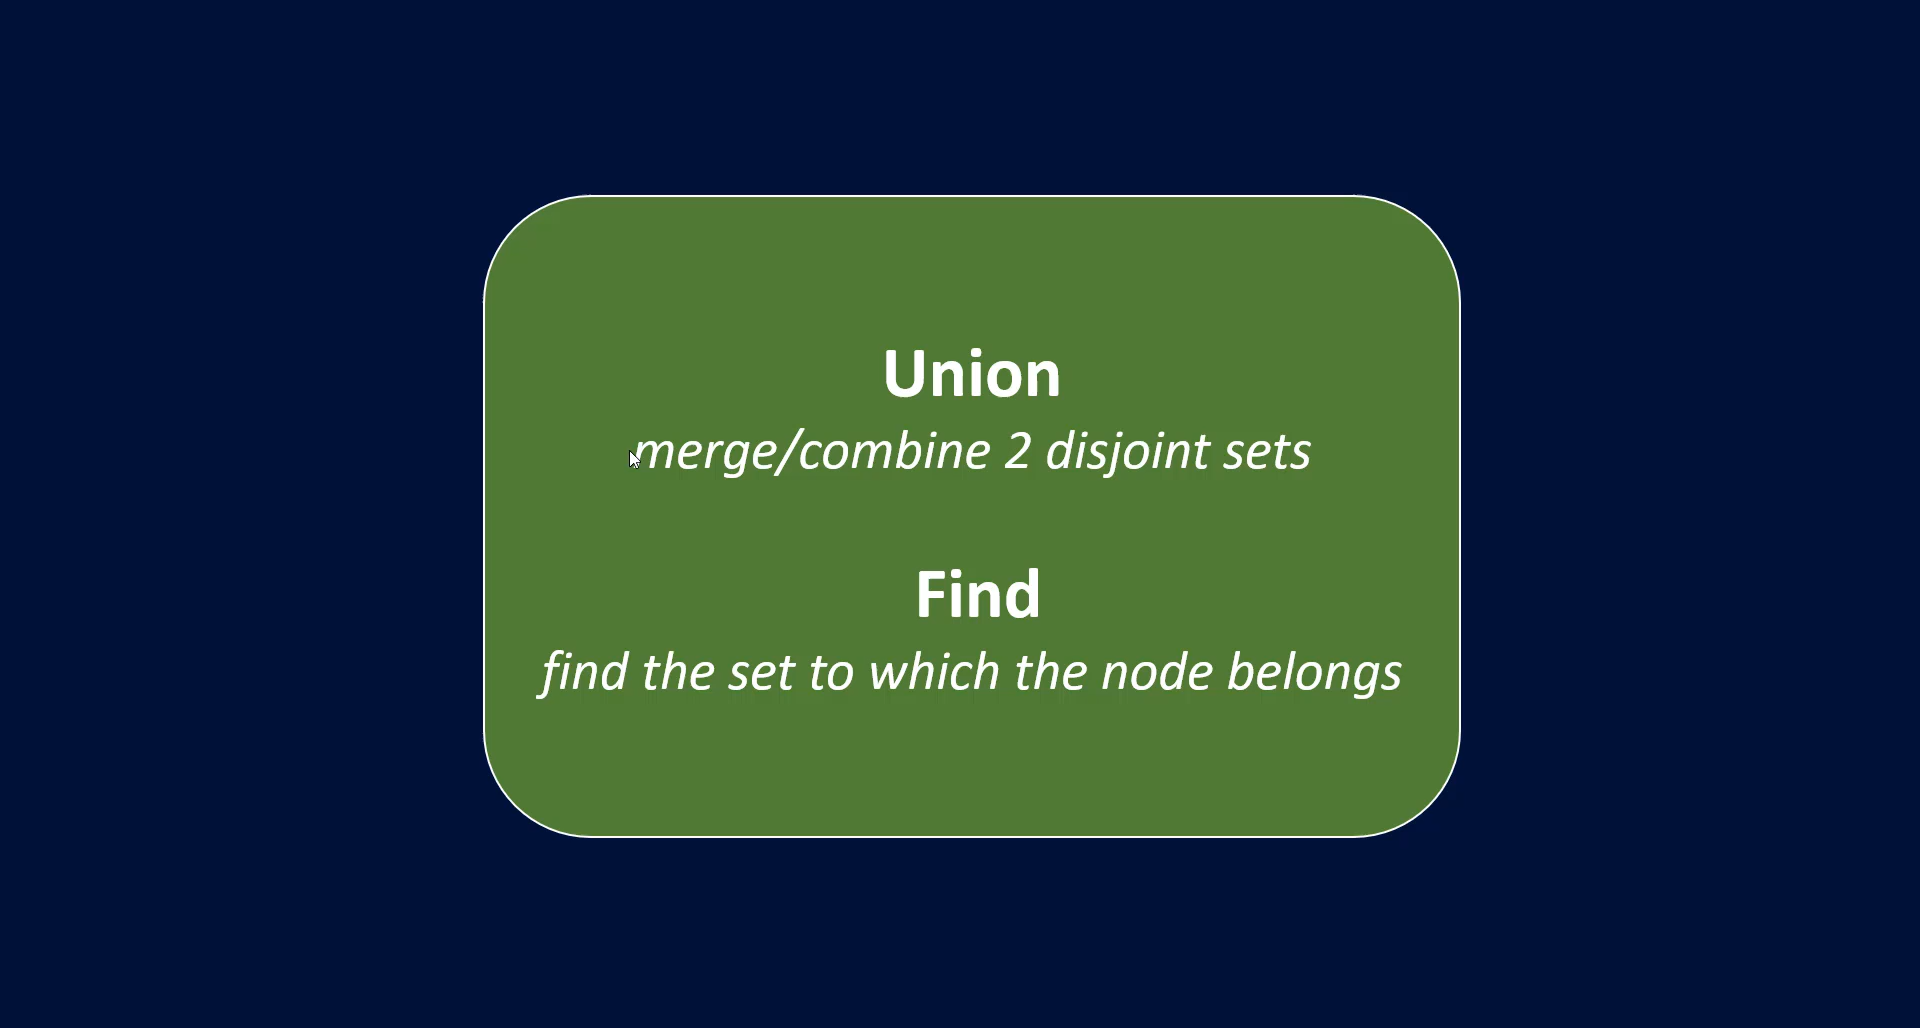 Union
merge/combine 2 disjoint sets
Find
find the set to which the node belongs